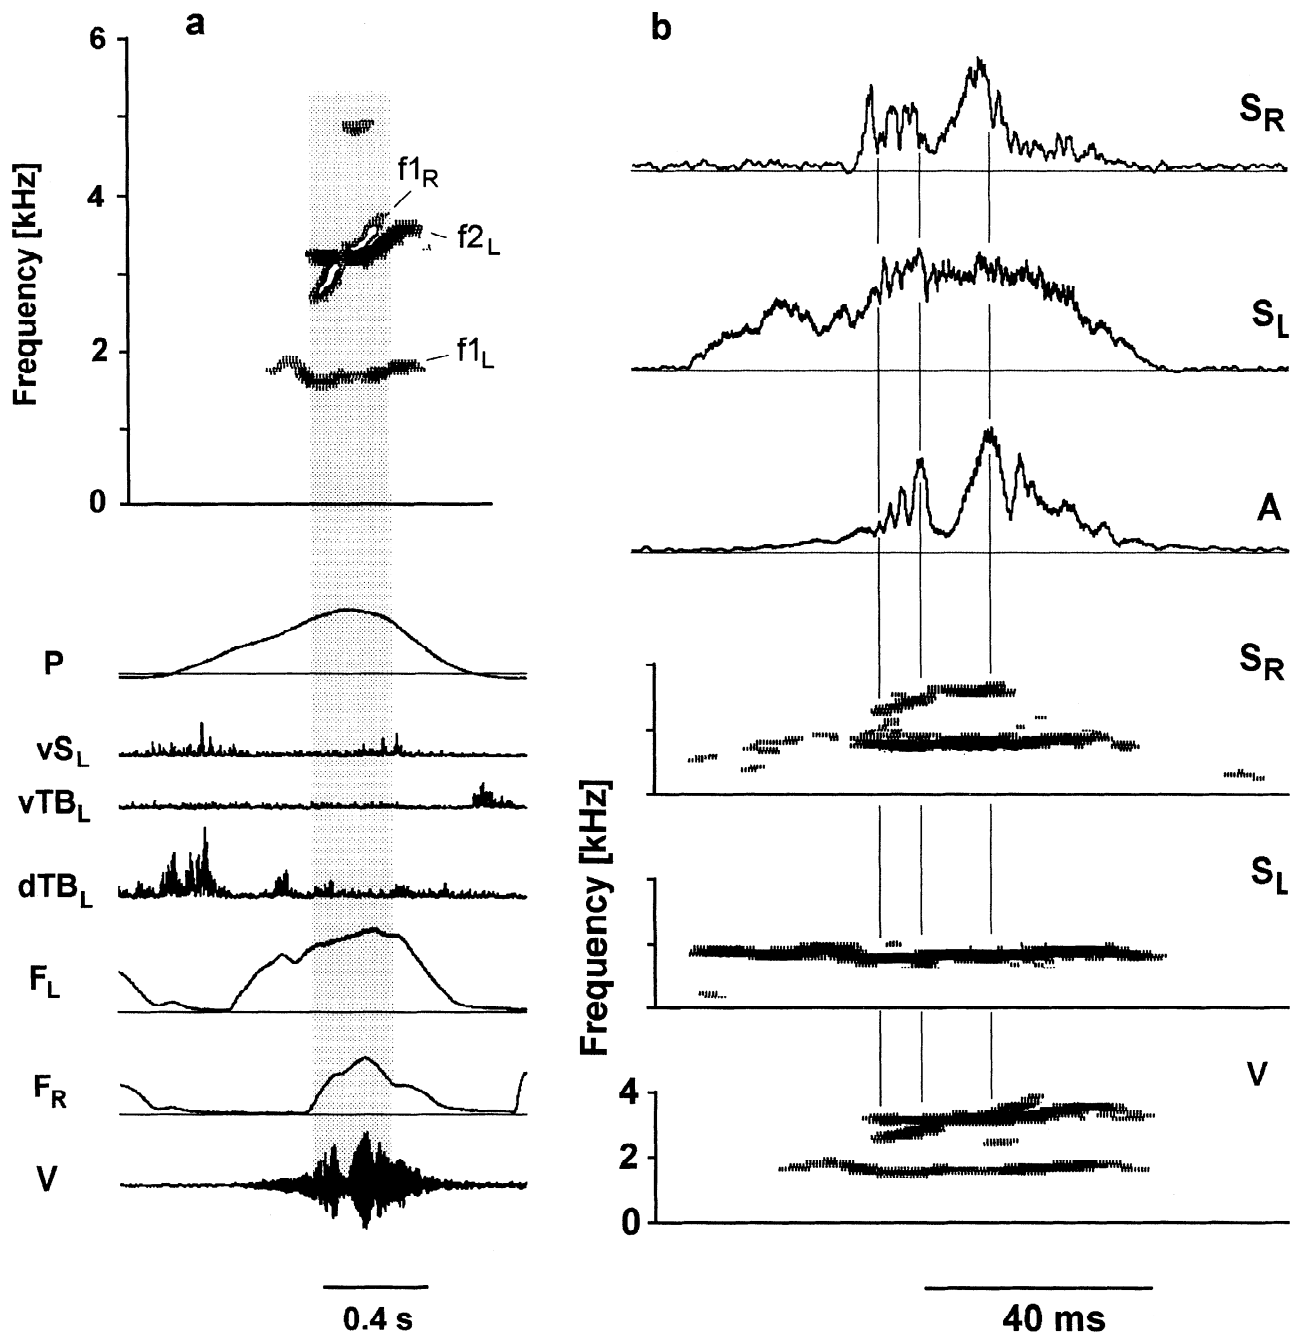 a
6
4
2
0
Frequency [kHz]
f1R
f2L
f1L
P
vSL
vTBL
dTBL
FL
FR
V
0.4 s
b
SR
SL
A
SR
SL
V
Frequency [kHz]
4
2
0
40 ms